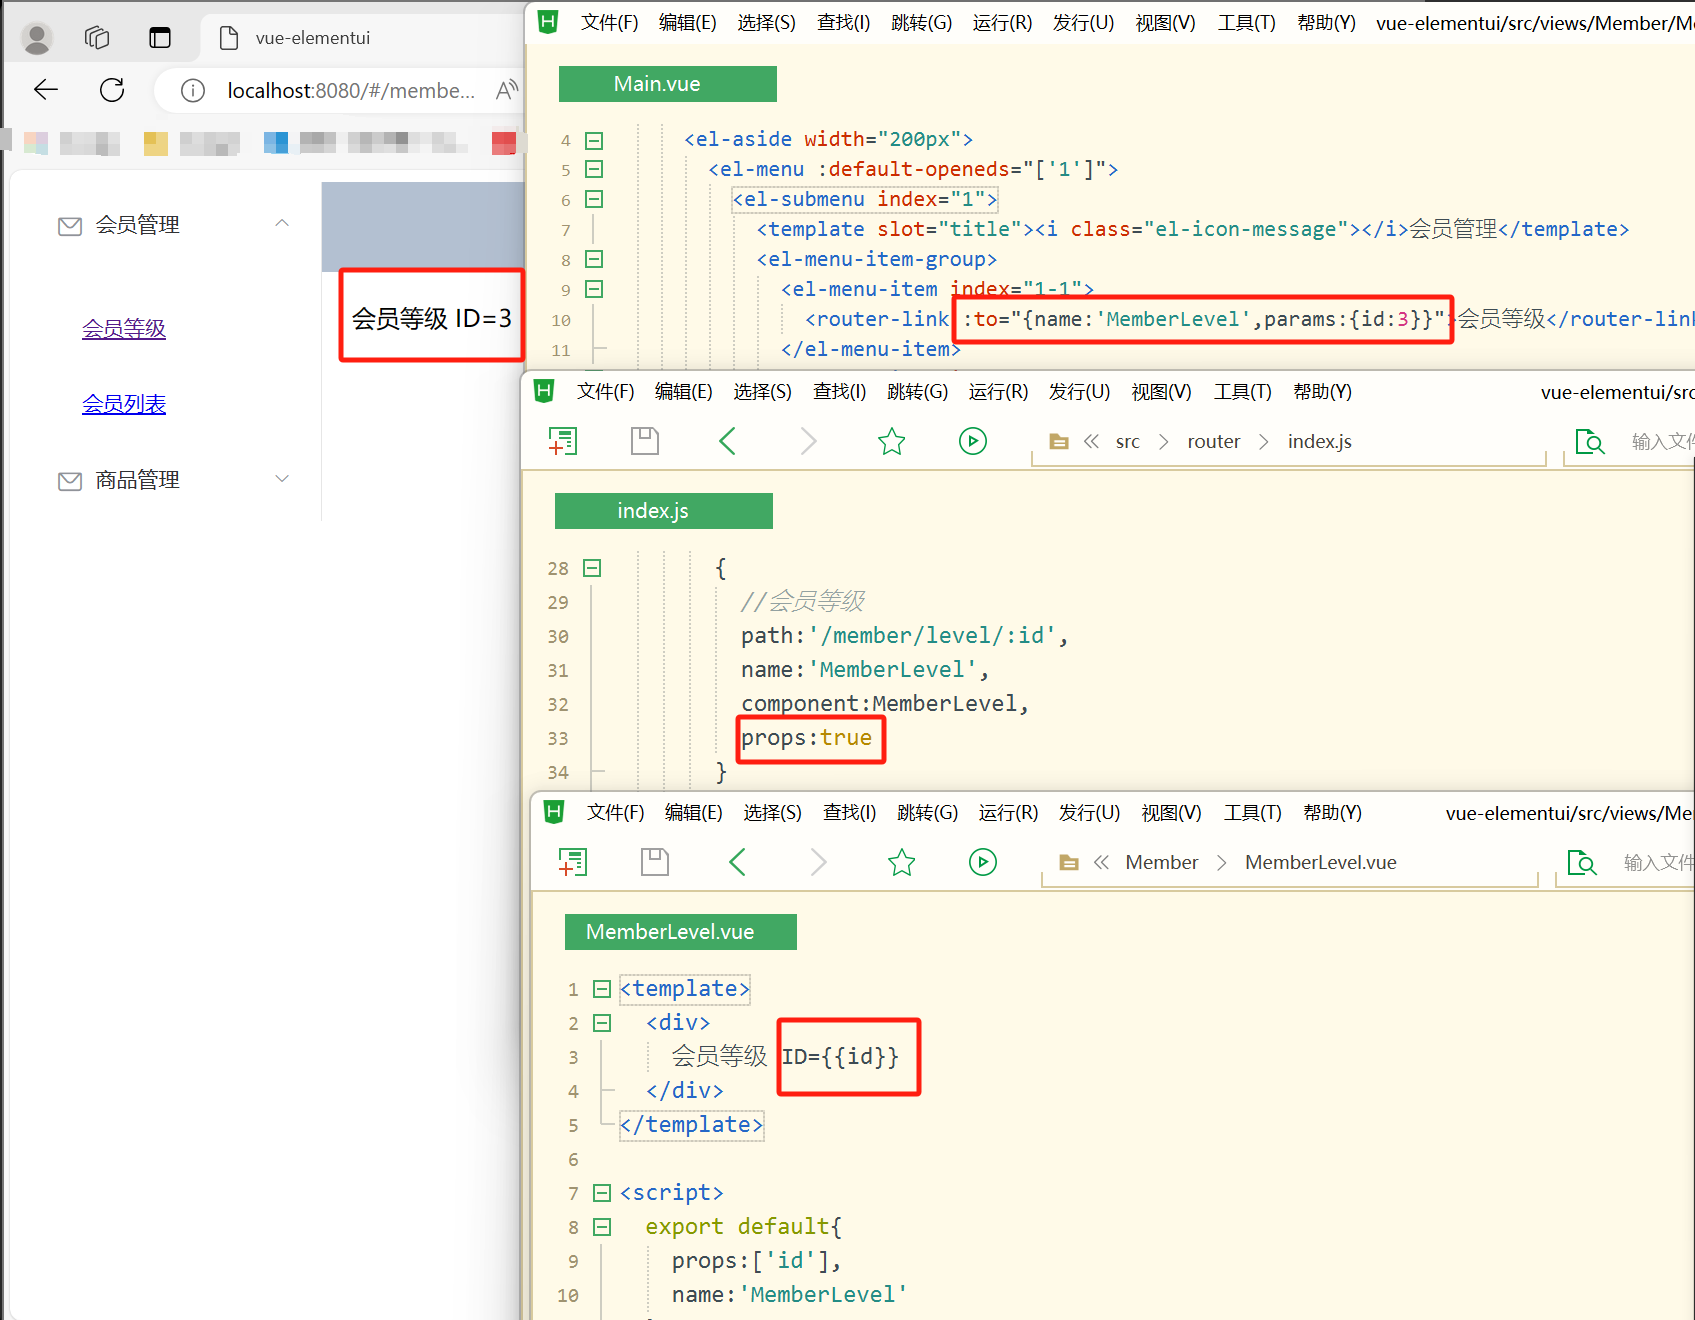 vue-elementui
localhost:8080/#/membe...
会员管理
会员等级
会员列表
商品管理
会员等级 ID=3
文件(F) 编辑(E) 选择(S) 查找(I) 跳转(G) 运行(R) 发行(U) 视图(V) 工具(T) 帮助(Y) vue-elementui/src/views/Member/M
Main.vue
4 <el-aside width="200px">
5 <el-menu :default-openeds="['1']">
6 <el-submenu index="1">
7 <template slot="title"><i class="el-icon-message"></i>会员管理</template>
8 <el-menu-item-group>
9 <el-menu-item index="1-1">
10 <router-link :to="{name:'MemberLevel',params:{id:3}}">会员等级</router-link
11 </el-menu-item>
文件(F) 编辑(E) 选择(S) 查找(I) 跳转(G) 运行(R) 发行(U) 视图(V) 工具(T) 帮助(Y) vue-elementui/src
src > router > index.js 输入文件
index.js
28 {
29 //会员等级
30 path:'/member/level/:id',
31 name:'MemberLevel',
32 component:MemberLevel,
33 props:true
34 }
文件(F) 编辑(E) 选择(S) 查找(I) 跳转(G) 运行(R) 发行(U) 视图(V) 工具(T) 帮助(Y) vue-elementui/src/views/Me
Member > MemberLevel.vue 输入文件
MemberLevel.vue
1 <template>
2 <div>
3 会员等级 ID={{id}}
4 </div>
5 </template>
6
7 <script>
8 export default{
9 props:['id'],
10 name:'MemberLevel'